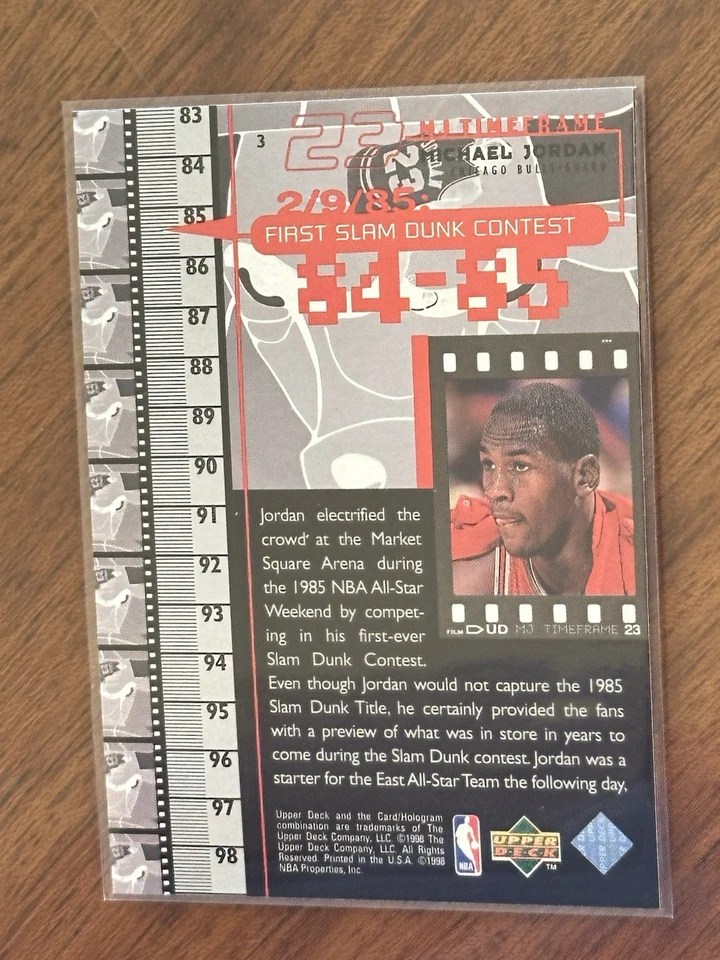 83
84
85
86
87
88
89
90
91
92
93
94
95
96
97
98
3
23
MJ TIMEFRAME
MICHAEL JORDAN
CHICAGO BULLS-GUARD
2/9/85:
FIRST SLAM DUNK CONTEST
84-85
Jordan electrified the
crowd at the Market
Square Arena during
the 1985 NBA All-Star
Weekend by compet-
ing in his first-ever
Slam Dunk Contest.
Even though Jordan would not capture the 1985
Slam Dunk Title, he certainly provided the fans
with a preview of what was in store in years to
come during the Slam Dunk contest. Jordan was a
starter for the East All-Star Team the following day.
FILM UD MJ TIMEFRAME 23
Upper Deck and the Card/Hologram
combination are trademarks of The
Upper Deck Company, LLC. ©1998 The
Upper Deck Company, LLC. All Rights
Reserved. Printed in the U.S.A. ©1998
NBA Properties, Inc.
NBA
UPPER
DECK
TM